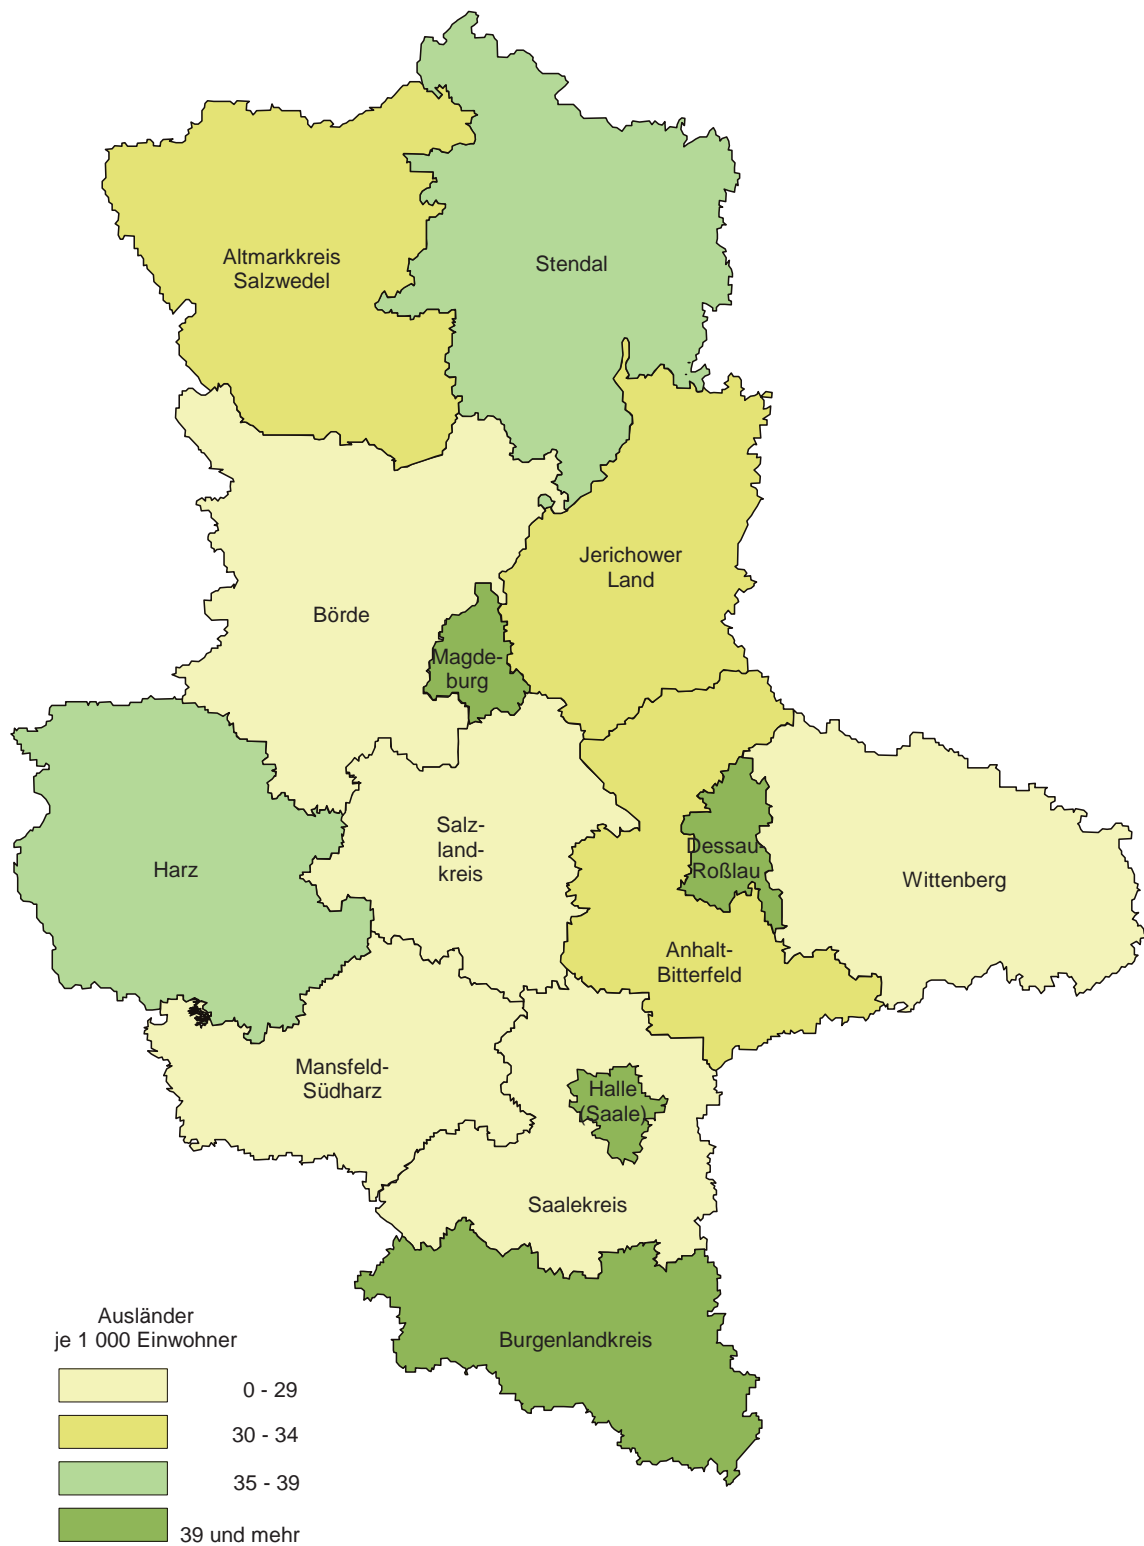 Altmarkkreis
Salzwedel
Stendal
Jerichower
Land
Börde
Magde-
burg
Salz-
land-
kreis
Harz
Dessau-
Roßlau
Wittenberg
Anhalt-
Bitterfeld
Mansfeld-
Südharz
Halle
(Saale)
Saalekreis
Burgenlandkreis
Ausländer
je 1 000 Einwohner
0 - 29
30 - 34
35 - 39
39 und mehr